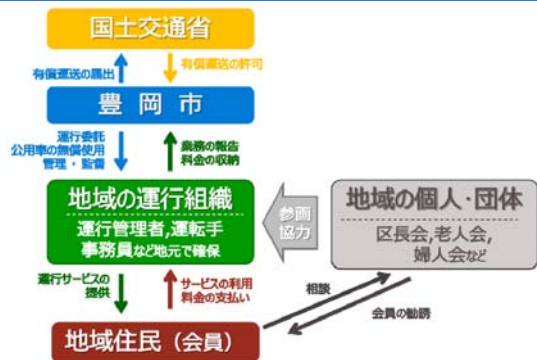 国土交通省
有償運送の届出
有償運送の許可
豊岡市
運行委託
公用車の無償使用
管理・監督
業務の報告
料金の収納
地域の運行組織
運行管理者,運転手
事務員など地元で確保
参画
協力
地域の個人・団体
区長会,老人会,
婦人会など
運行サービスの
提供
サービスの利用
料金の支払い
相談
会員の勧誘
地域住民（会員）